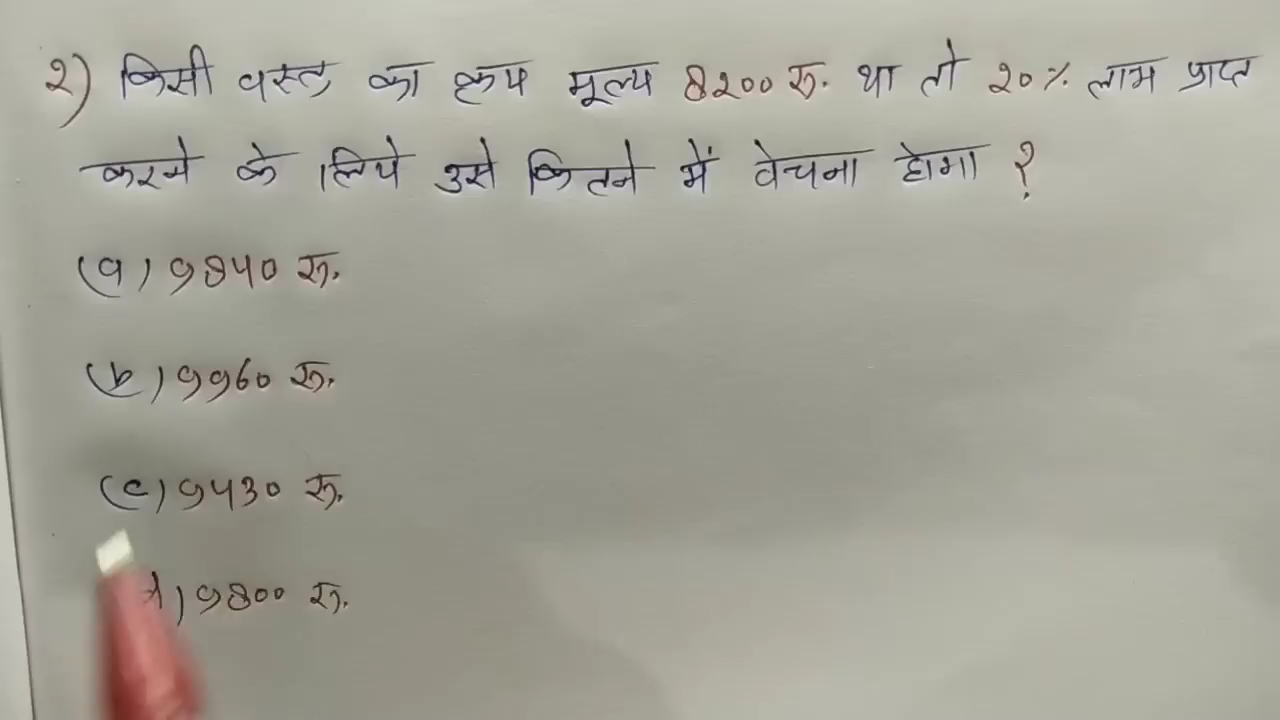 2) किसी वस्तु का क्रय मूल्य 8200 रु. था तो 20% लाभ प्राप्त
करने के लिये उसे कितने में वेचना होगा ?
(a) 9840 रु.
(b) 9960 रु.
(c) 9430 रु.
d) 9800 रु.